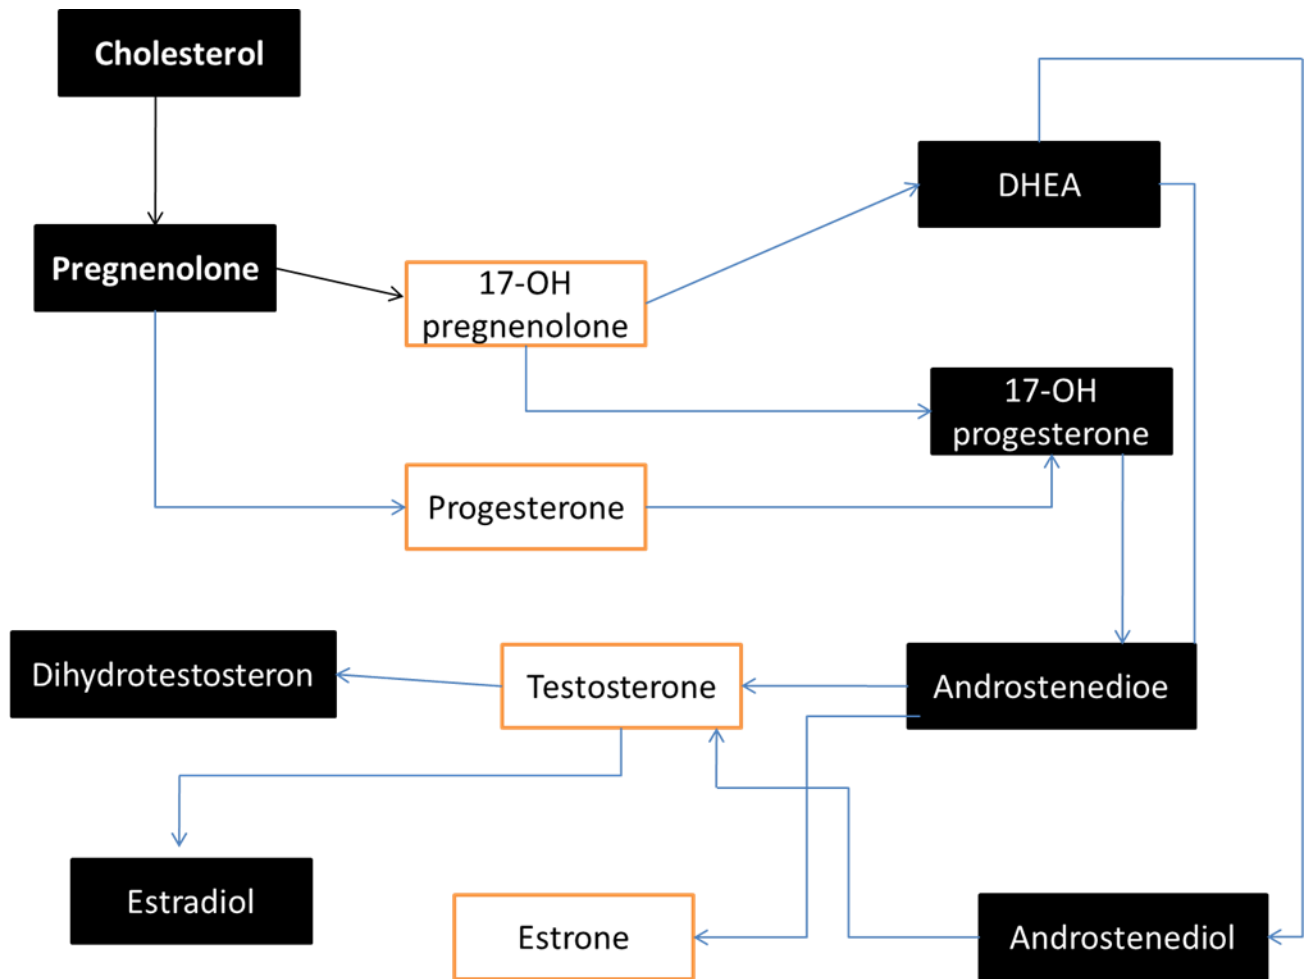 Cholesterol
DHEA
Pregnenolone
17-OH
pregnenolone
17-OH
progesterone
Progesterone
Dihydrotestosteron
Testosterone
Androstenedioe
Estradiol
Estrone
Androstenediol